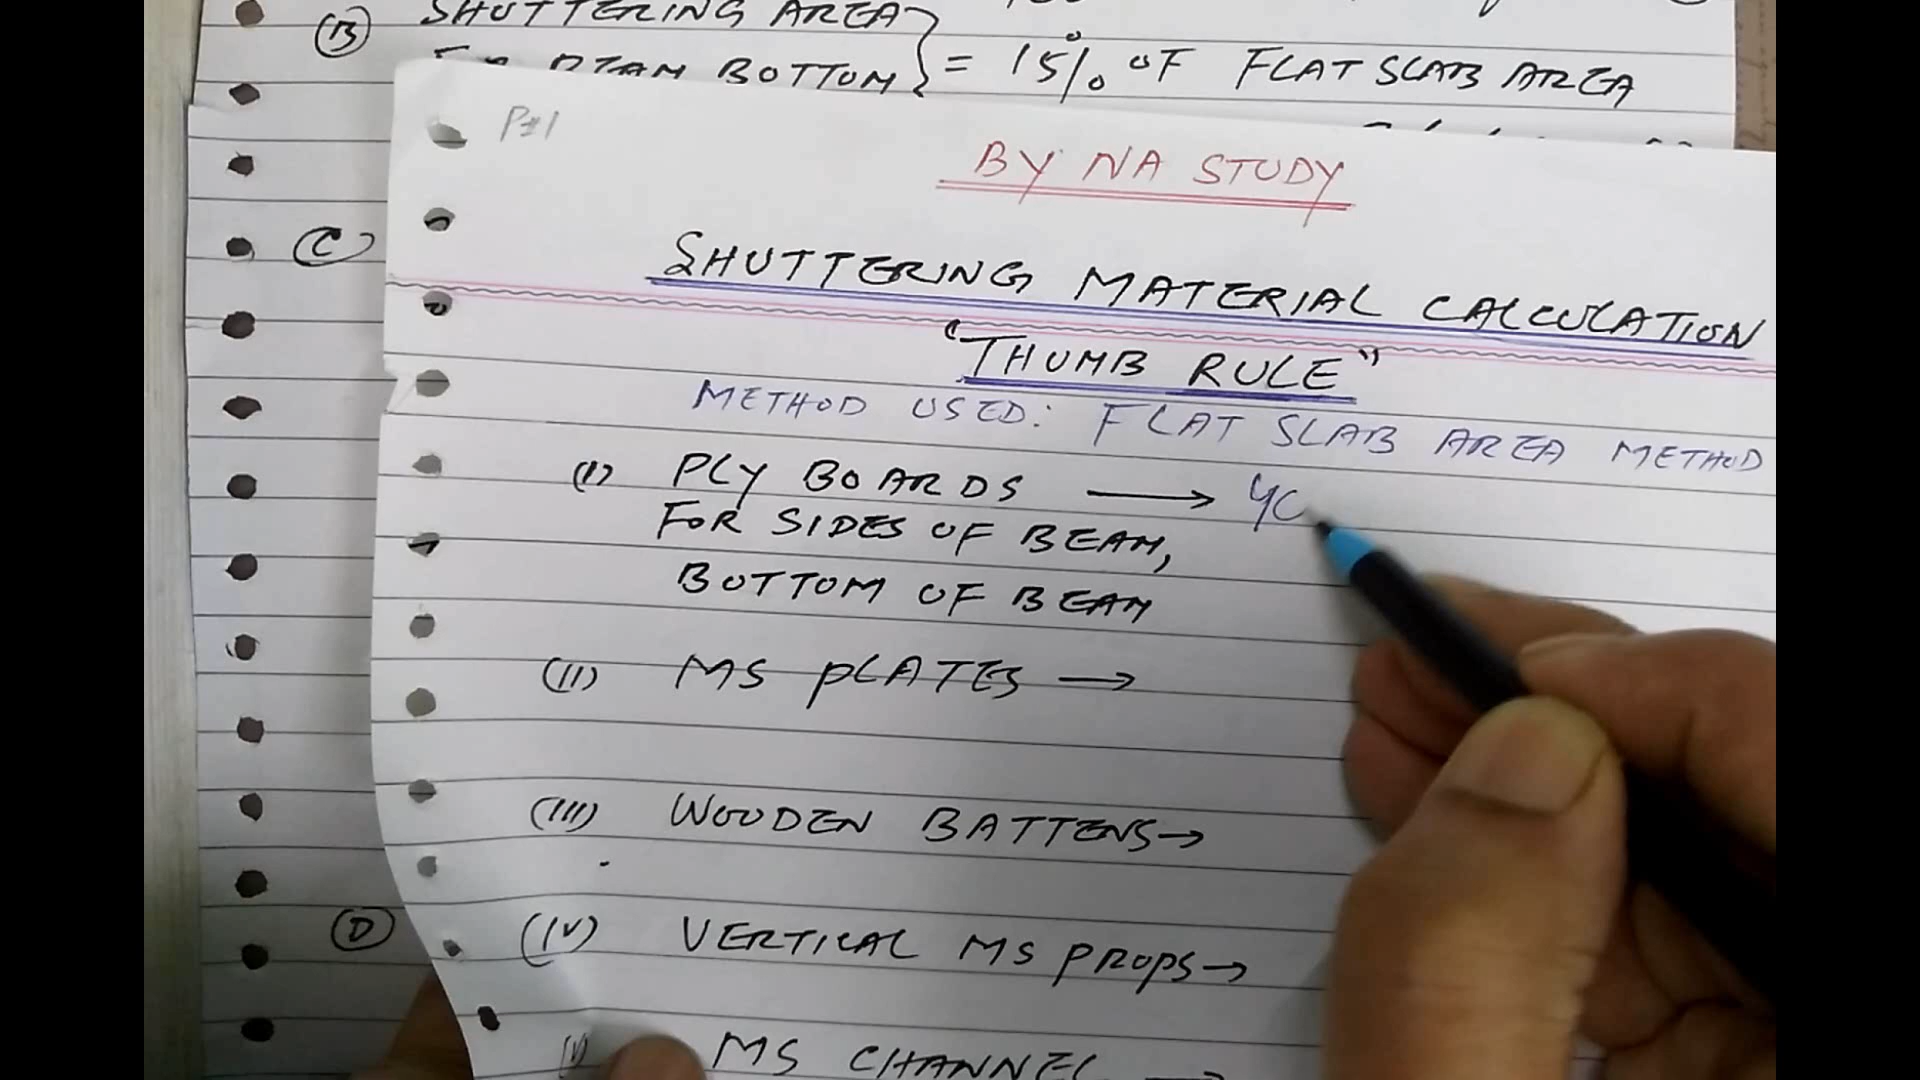 (B) SHUTTERING AREA
BEAM BOTTOM } = 15% OF FLAT SLAB AREA
P#1
BY NA STUDY
(C)
SHUTTERING MATERIAL CALCULATION
"THUMB RULE"
METHOD USED: FLAT SLAB AREA METHOD
(I) PLY BOARDS → 40
FOR SIDES OF BEAM,
BOTTOM OF BEAM
(II) MS PLATES →
(III) WOODEN BATTENS→
(D)
(IV) VERTICAL MS PROPS→
(V) MS CHANNEL →